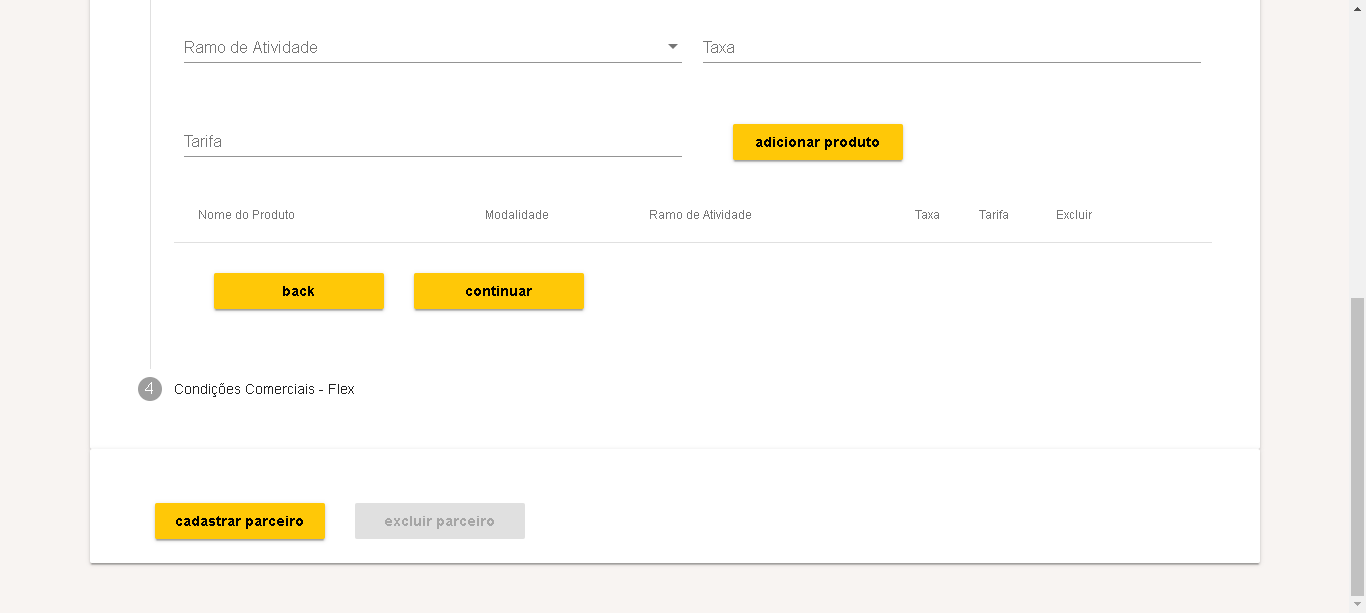 Ramo de Atividade Taxa
Tarifa adicionar produto
Nome do Produto Modalidade Ramo de Atividade Taxa Tarifa Excluir
back continuar
4 Condições Comerciais - Flex
cadastrar parceiro excluir parceiro